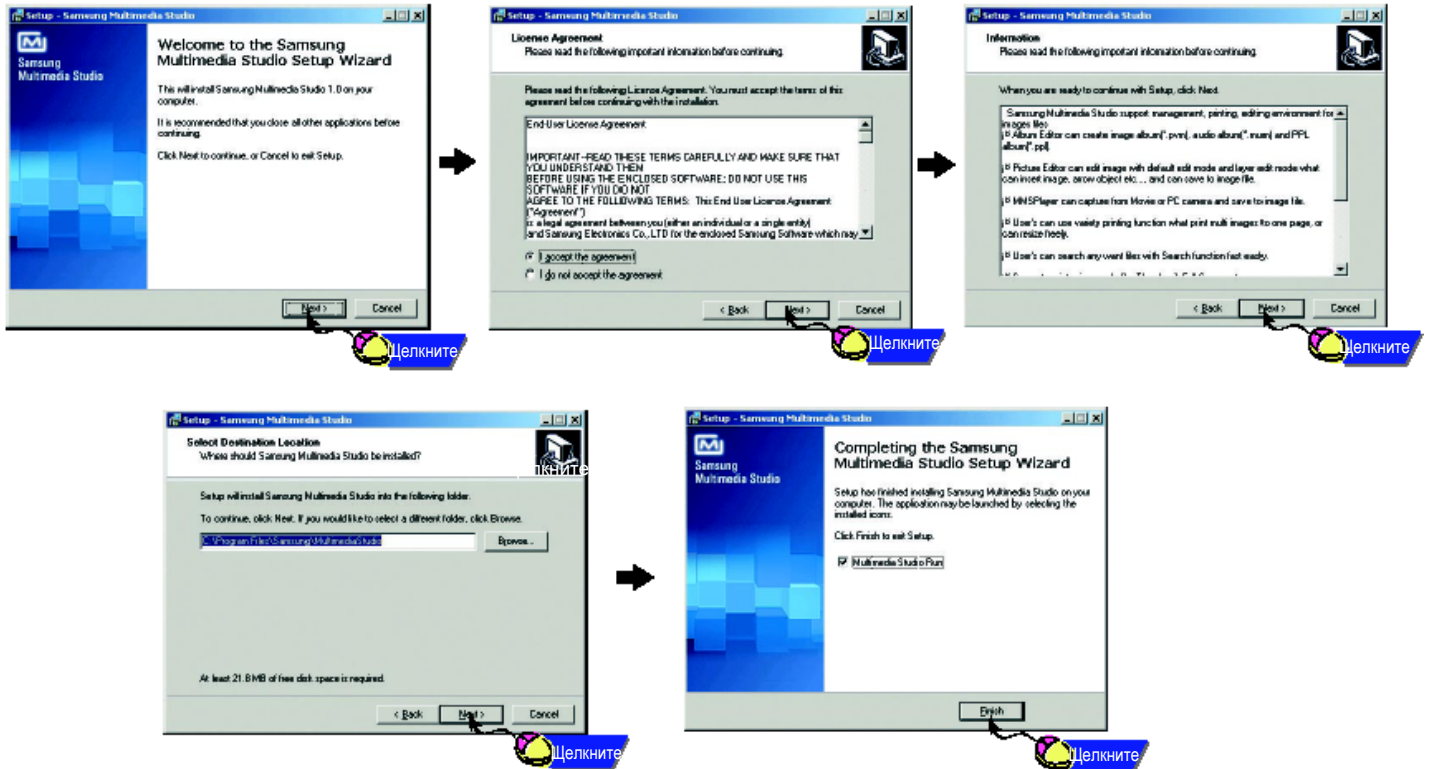 Setup - Samsung Multimedia Studio
Samsung
Multimedia Studio
Welcome to the Samsung
Multimedia Studio Setup Wizard
This will install Samsung Multimedia Studio 1.0 on your
computer.
It is recommended that you close all other applications before
continuing.
Click Next to continue, or Cancel to exit Setup.
Next >
Cancel
Щелкните
Setup - Samsung Multimedia Studio
License Agreement
Please read the following important information before continuing.
Please read the following License Agreement. You must accept the terms of this
agreement before continuing with the installation.
End-User License Agreement
IMPORTANT-READ THESE TERMS CAREFULLY AND MAKE SURE THAT
YOU UNDERSTAND THEM
BEFORE USING THE ENCLOSED SOFTWARE; DO NOT USE THIS
SOFTWARE IF YOU DO NOT
AGREE TO THE FOLLOWING TERMS: This End User License Agreement
("Agreement")
is a legal agreement between you (either an individual or a single entity)
and Samsung Electronics Co., LTD for the enclosed Samsung Software which may
I accept the agreement
I do not accept the agreement
< Back
Next >
Cancel
Щелкните
Setup - Samsung Multimedia Studio
Information
Please read the following important information before continuing.
When you are ready to continue with Setup, click Next.
Samsung Multimedia Studio support management, printing, editing environment for
images files
Album Editor can create image album(*.pvm), audio album(*.mum) and PPL
album(*.ppl).
Picture Editor can edit image with default edit mode and layer edit mode what
can insert image, arrow object etc... and can save to image file.
MMSPlayer can capture from Movie or PC camera and save to image file.
User's can use variety printing function what print multi images to one page, or
can resize freely.
User's can search any want files with Search function fast easily.
< Back
Next >
Cancel
Щелкните
Setup - Samsung Multimedia Studio
Select Destination Location
Where should Samsung Multimedia Studio be installed?
лкните
Setup will install Samsung Multimedia Studio into the following folder.
To continue, click Next. If you would like to select a different folder, click Browse.
C:\Program Files\Samsung\MultimediaStudio
Browse...
At least 21.8 MB of free disk space is required.
< Back
Next >
Cancel
Щелкните
Setup - Samsung Multimedia Studio
Samsung
Multimedia Studio
Completing the Samsung
Multimedia Studio Setup Wizard
Setup has finished installing Samsung Multimedia Studio on your
computer. The application may be launched by selecting the
installed icons.
Click Finish to exit Setup.
Multimedia Studio Run
Finish
Щелкните